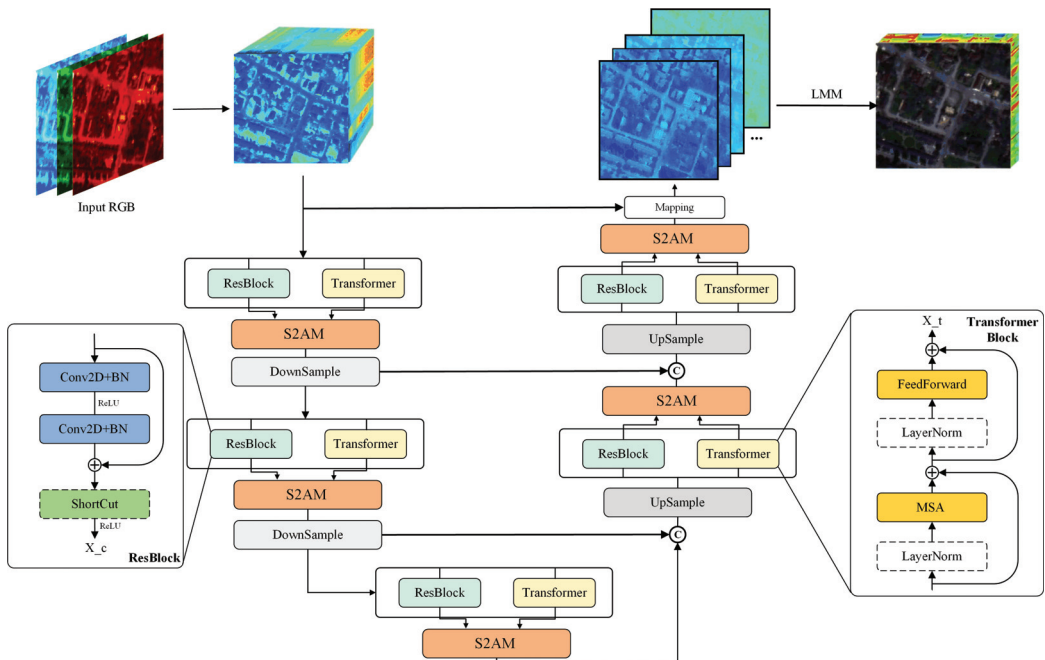 Input RGB
...
LMM
Mapping
S2AM
ResBlock
Transformer
ResBlock
Transformer
S2AM
UpSample
DownSample
C
S2AM
ResBlock
Transformer
ResBlock
Transformer
S2AM
UpSample
DownSample
C
ResBlock
Transformer
S2AM
Conv2D+BN
ReLU
Conv2D+BN
ShortCut
ReLU
X_c
ResBlock
X_t
Transformer
Block
FeedForward
LayerNorm
MSA
LayerNorm